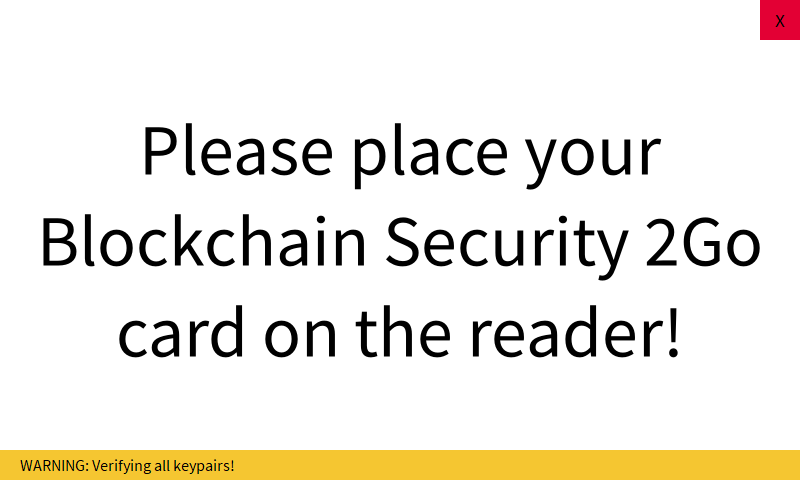 X
Please place your
Blockchain Security 2Go
card on the reader!
WARNING: Verifying all keypairs!